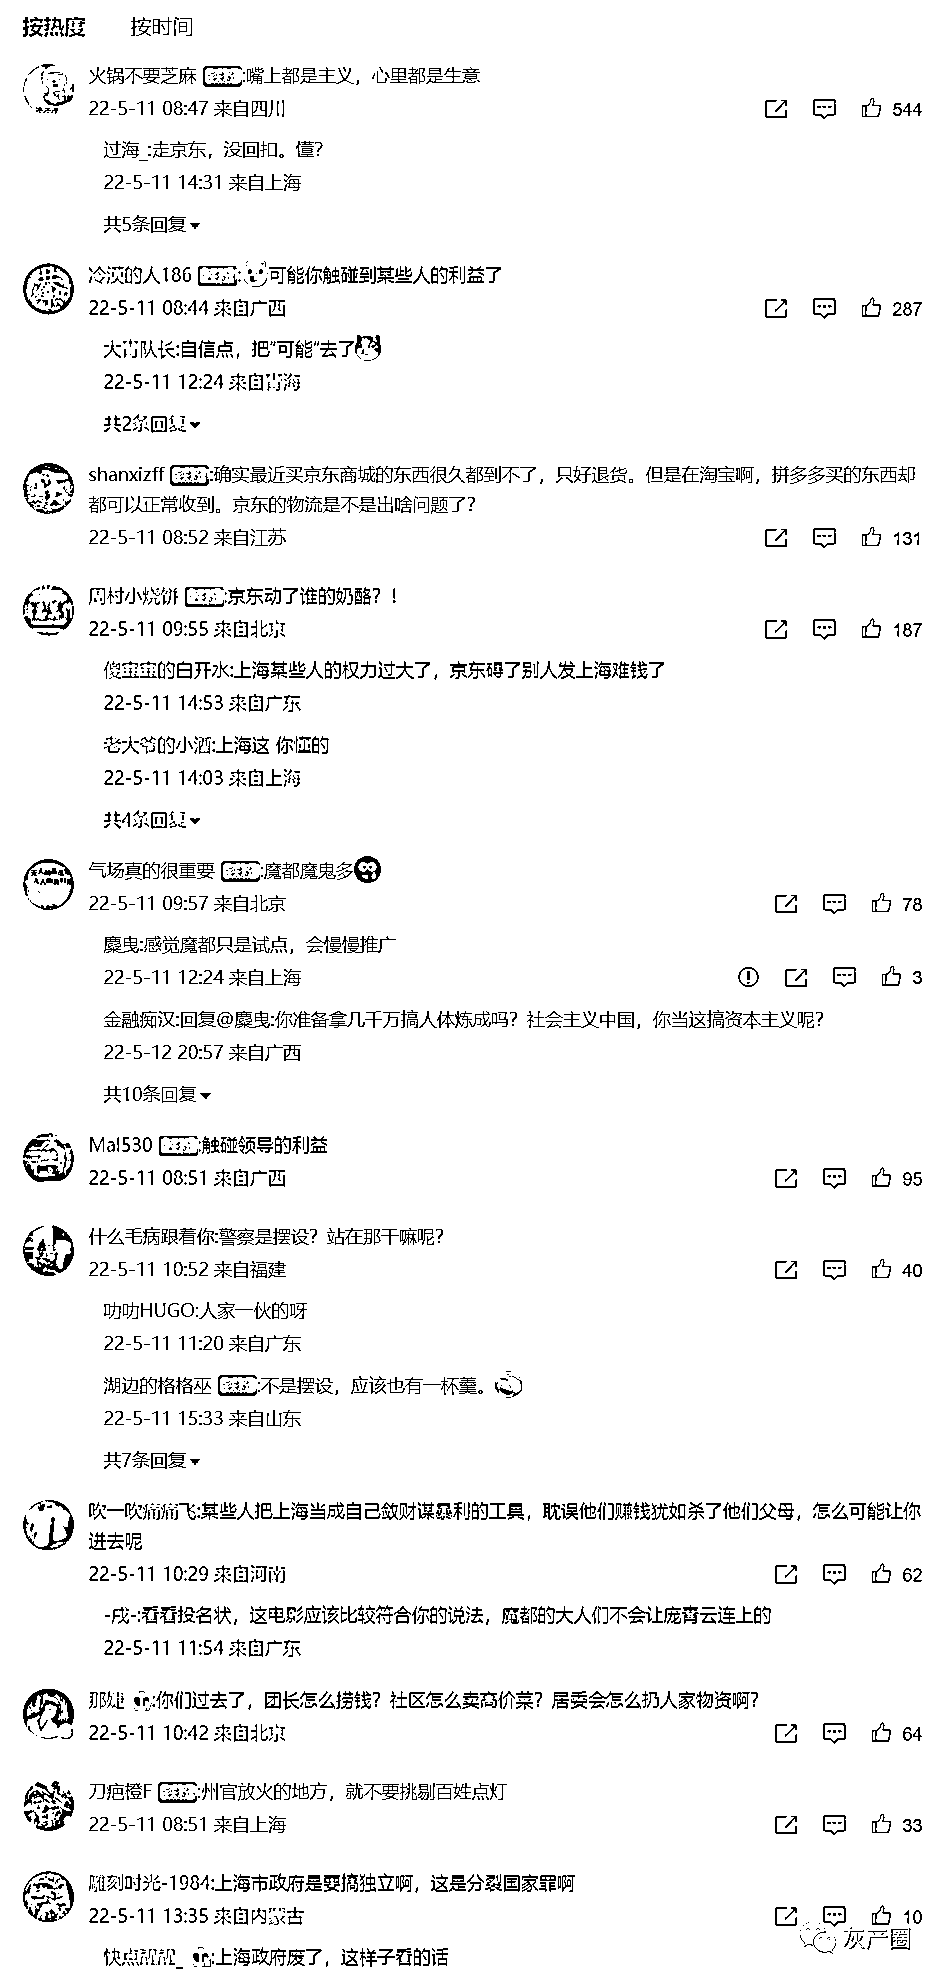 按热度 按时间
火锅不要芝麻 :嘴上都是主义，心里都是生意
22-5-11 08:47 来自四川
544
过海_:走京东，没回扣。懂?
22-5-11 14:31 来自上海
共5条回复
冷漠的人186 :可能你触碰到某些人的利益了
22-5-11 08:44 来自广西
287
大青队长:自信点，把"可能"去了
22-5-11 12:24 来自青海
共2条回复
shanxizff :确实最近买京东商城的东西很久都到不了，只好退货。但是在淘宝啊，拼多多买的东西却
都可以正常收到。京东的物流是不是出啥问题了?
22-5-11 08:52 来自江苏
131
周村小烧饼 :京东动了谁的奶酪?！
22-5-11 09:55 来自北京
187
傻宝宝的白开水:上海某些人的权力过大了，京东碍了别人发上海难钱了
22-5-11 14:53 来自广东
老大爷的小酒:上海这 你懂的
22-5-11 14:03 来自上海
共4条回复
气场真的很重要 :魔都魔鬼多
22-5-11 09:57 来自北京
78
麋曳:感觉魔都只是试点，会慢慢推广
22-5-11 12:24 来自上海
3
金融痴汉:回复@麋曳:你准备拿几千万搞人体炼成吗? 社会主义中国，你当这搞资本主义呢?
22-5-12 20:57 来自广西
共10条回复
Mal530 :触碰领导的利益
22-5-11 08:51 来自广西
95
什么毛病跟着你:警察是摆设? 站在那干嘛呢?
22-5-11 10:52 来自福建
40
叻叻HUGO:人家一伙的呀
22-5-11 11:20 来自广东
湖边的格格巫 :不是摆设，应该也有一杯羹。
22-5-11 15:33 来自山东
共7条回复
吹一吹痛痛飞:某些人把上海当成自己敛财谋暴利的工具，耽误他们赚钱犹如杀了他们父母，怎么可能让你
进去呢
22-5-11 10:29 来自河南
62
-戌-:看看投名状，这电影应该比较符合你的说法，魔都的大人们不会让庞青云连上的
22-5-11 11:54 来自广东
:你们过去了，团长怎么捞钱? 社区怎么卖高价菜? 居委会怎么扔人家物资啊?
22-5-11 10:42 来自北京
64
刀疤橙F :州官放火的地方，就不要挑剔百姓点灯
22-5-11 08:51 来自上海
33
雕刻时光-1984:上海市政府是要搞独立啊，这是分裂国家罪啊
22-5-11 13:35 来自内蒙古
10
灰产圈
:上海政府废了，这样子看的话